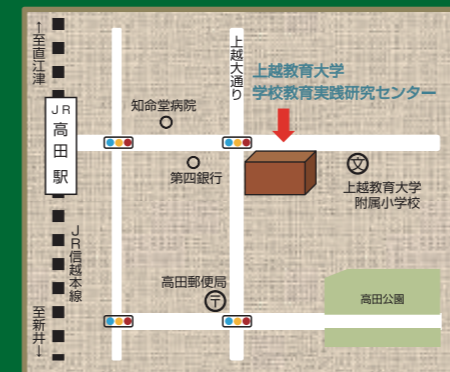 ↑至直江津
JR
高田駅
JR信越本線
至新井↓
知命堂病院
第四銀行
上越大通り
上越教育大学
学校教育実践研究センター
文
上越教育大学
附属小学校
高田郵便局
〒
高田公園